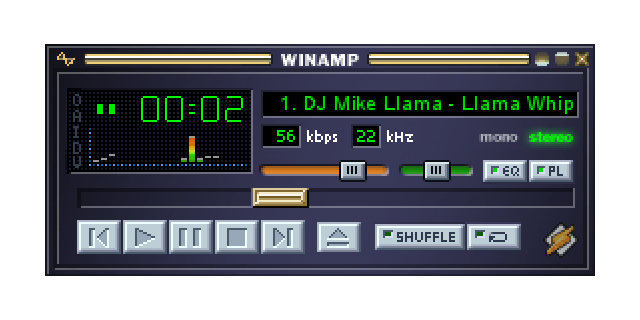 WINAMP
O
A
I
D
V
00:02
1. DJ Mike Llama - Llama Whip
56 kbps 22 kHz mono stereo
EQ PL
SHUFFLE